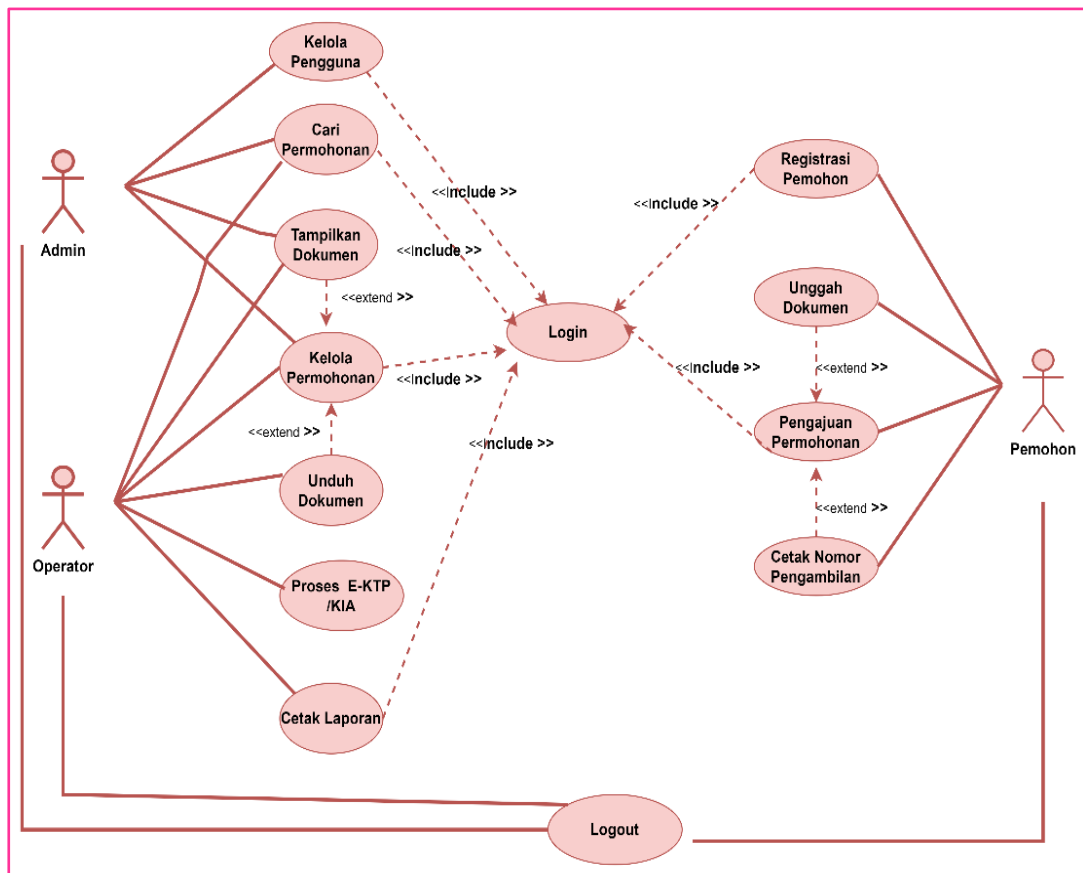 Kelola
Pengguna
Cari
Permohonan
Registrasi
Pemohon
<<Include >>
<<Include >>
Admin
Tampilkan
Dokumen
<<Include >>
<<extend >>
Unggah
Dokumen
Login
Kelola
Permohonan
<<Include >>
<<Include >>
<<extend >>
<<extend >>
Pengajuan
Permohonan
<<Include >>
Pemohon
Unduh
Dokumen
<<extend >>
Operator
Cetak Nomor
Pengambilan
Proses E-KTP
/KIA
Cetak Laporan
Logout